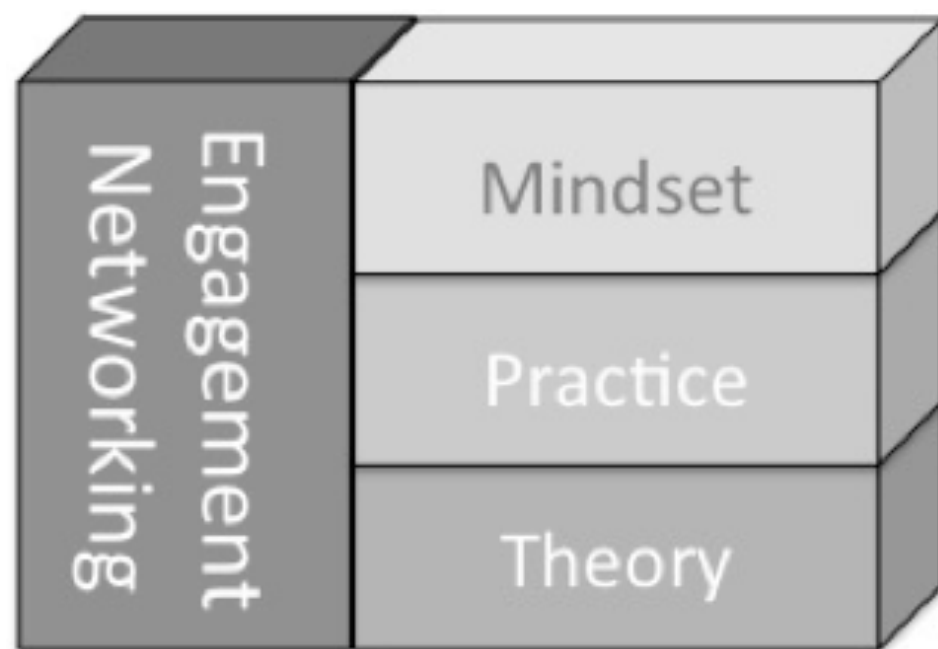 Engagement
Networking
Mindset
Practice
Theory